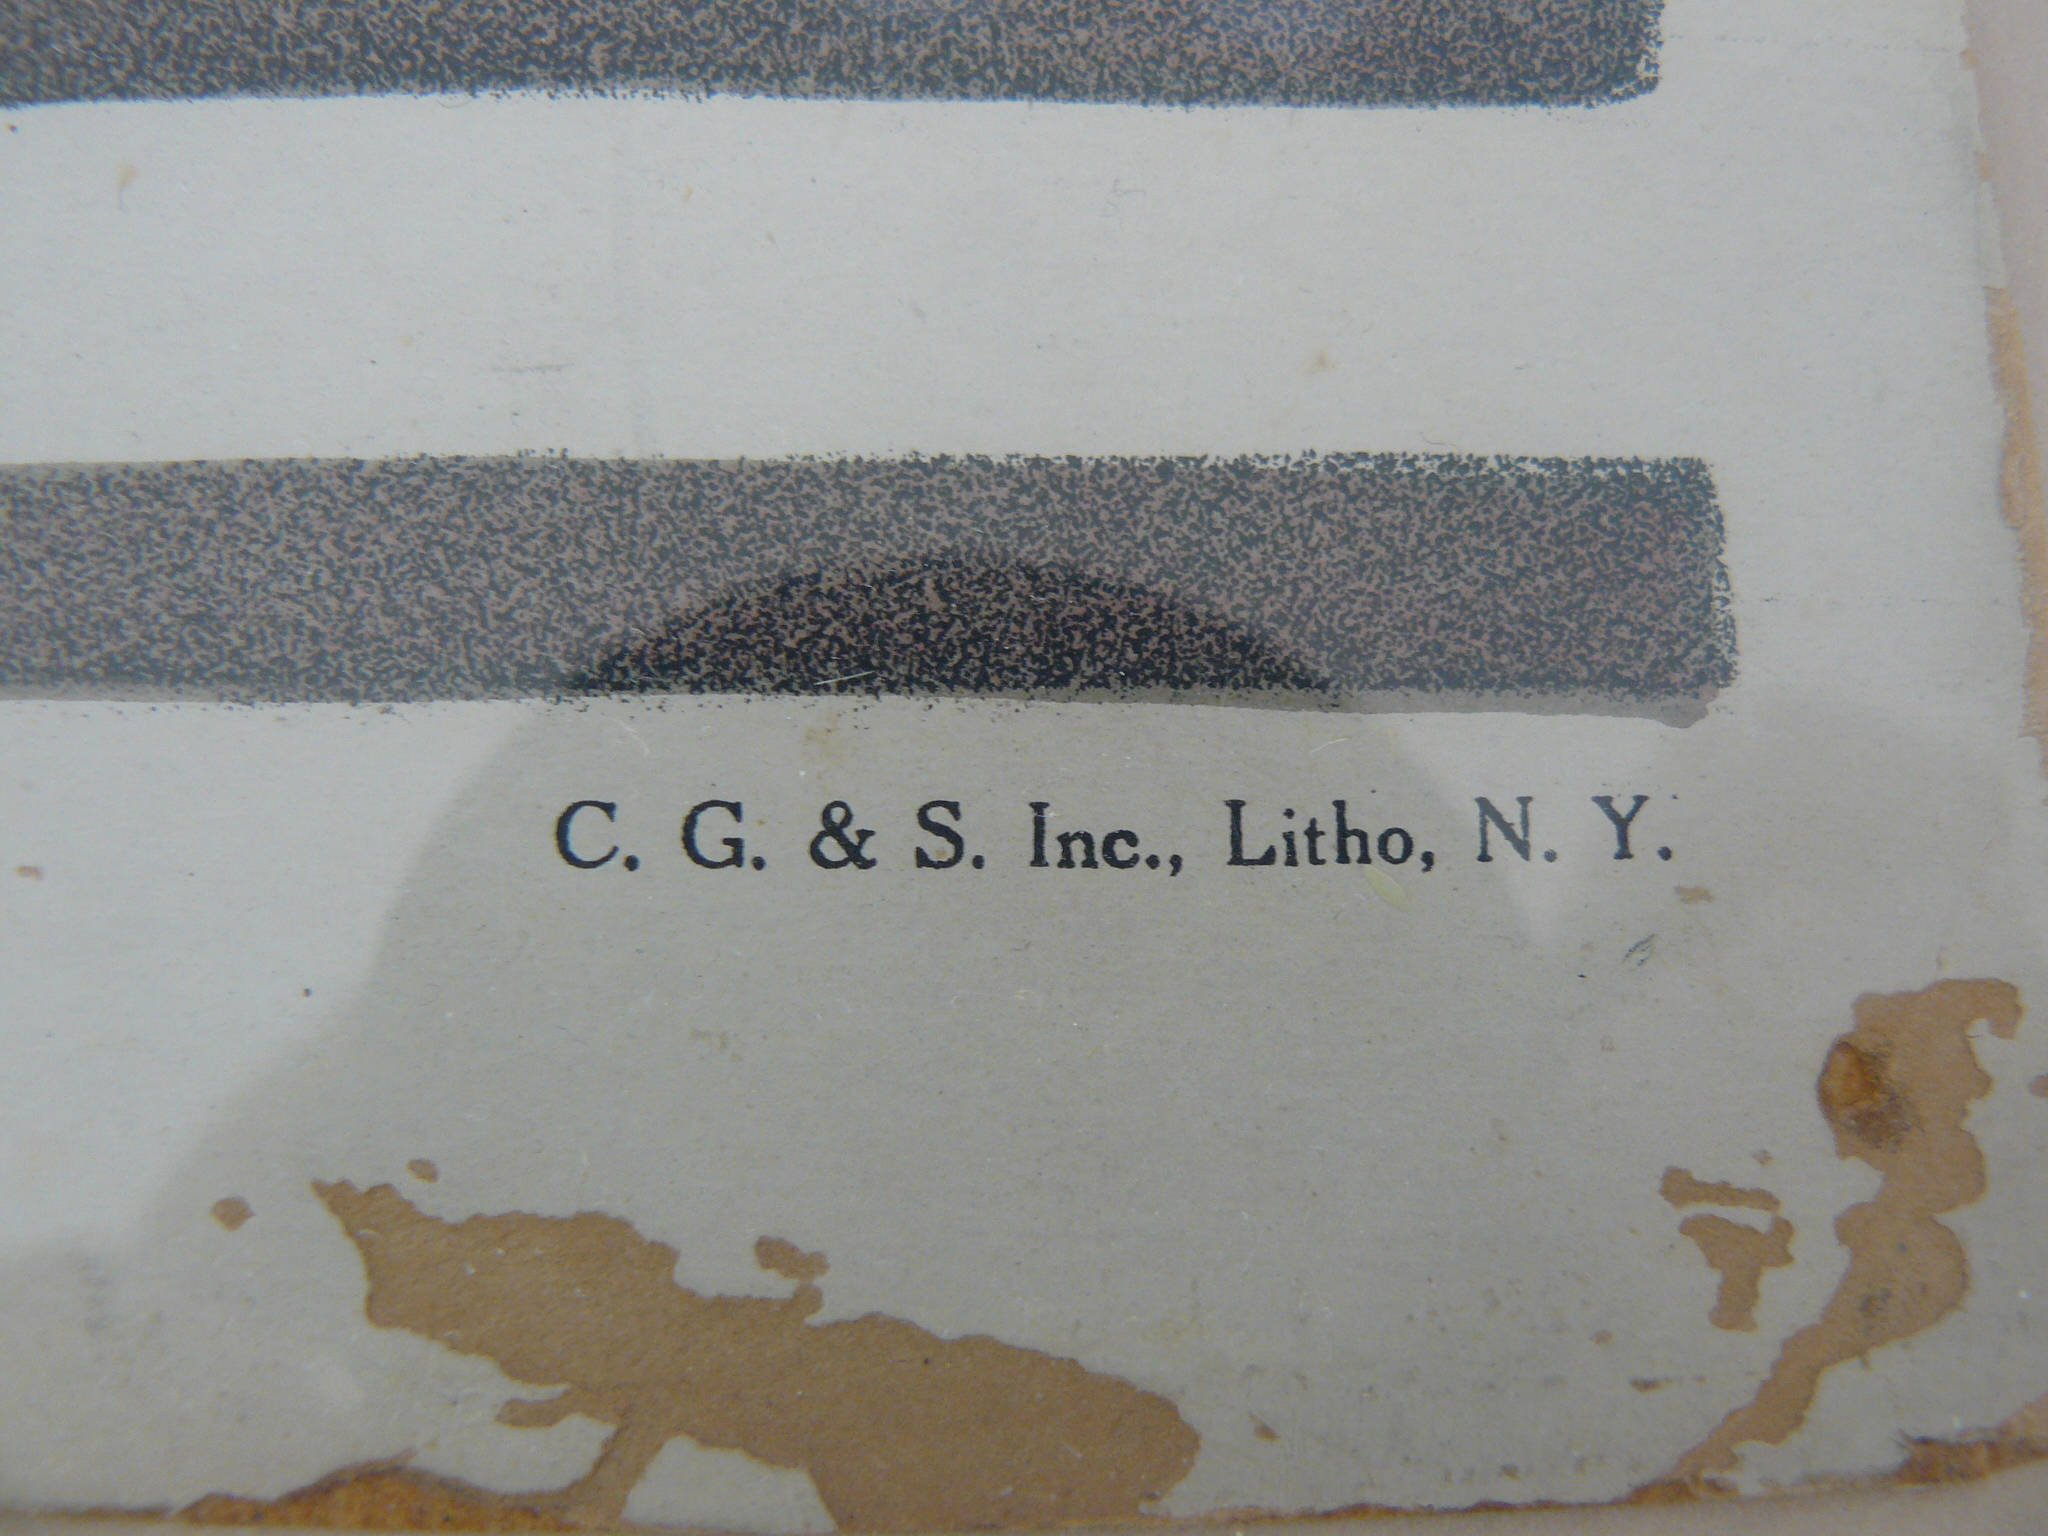 C. G. & S. Inc., Litho, N. Y.